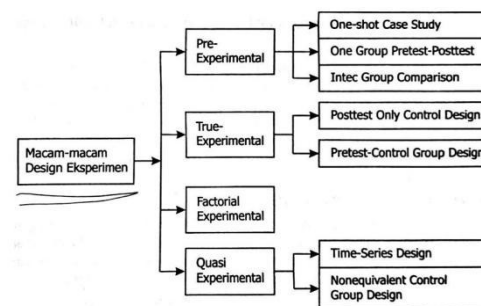 Macam-macam
Design Eksperimen
Pre-
Experimental
One-shot Case Study
One Group Pretest-Posttest
Intec Group Comparison
True-
Experimental
Posttest Only Control Design
Pretest-Control Group Design
Factorial
Experimental
Quasi
Experimental
Time-Series Design
Nonequivalent Control
Group Design